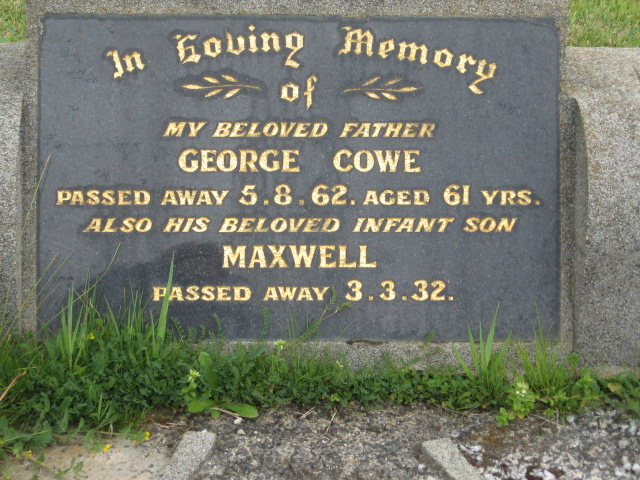 In Loving Memory
of
MY BELOVED FATHER
GEORGE COWE
PASSED AWAY 5.8.62. AGED 61 YRS.
ALSO HIS BELOVED INFANT SON
MAXWELL
PASSED AWAY 3.3.32.